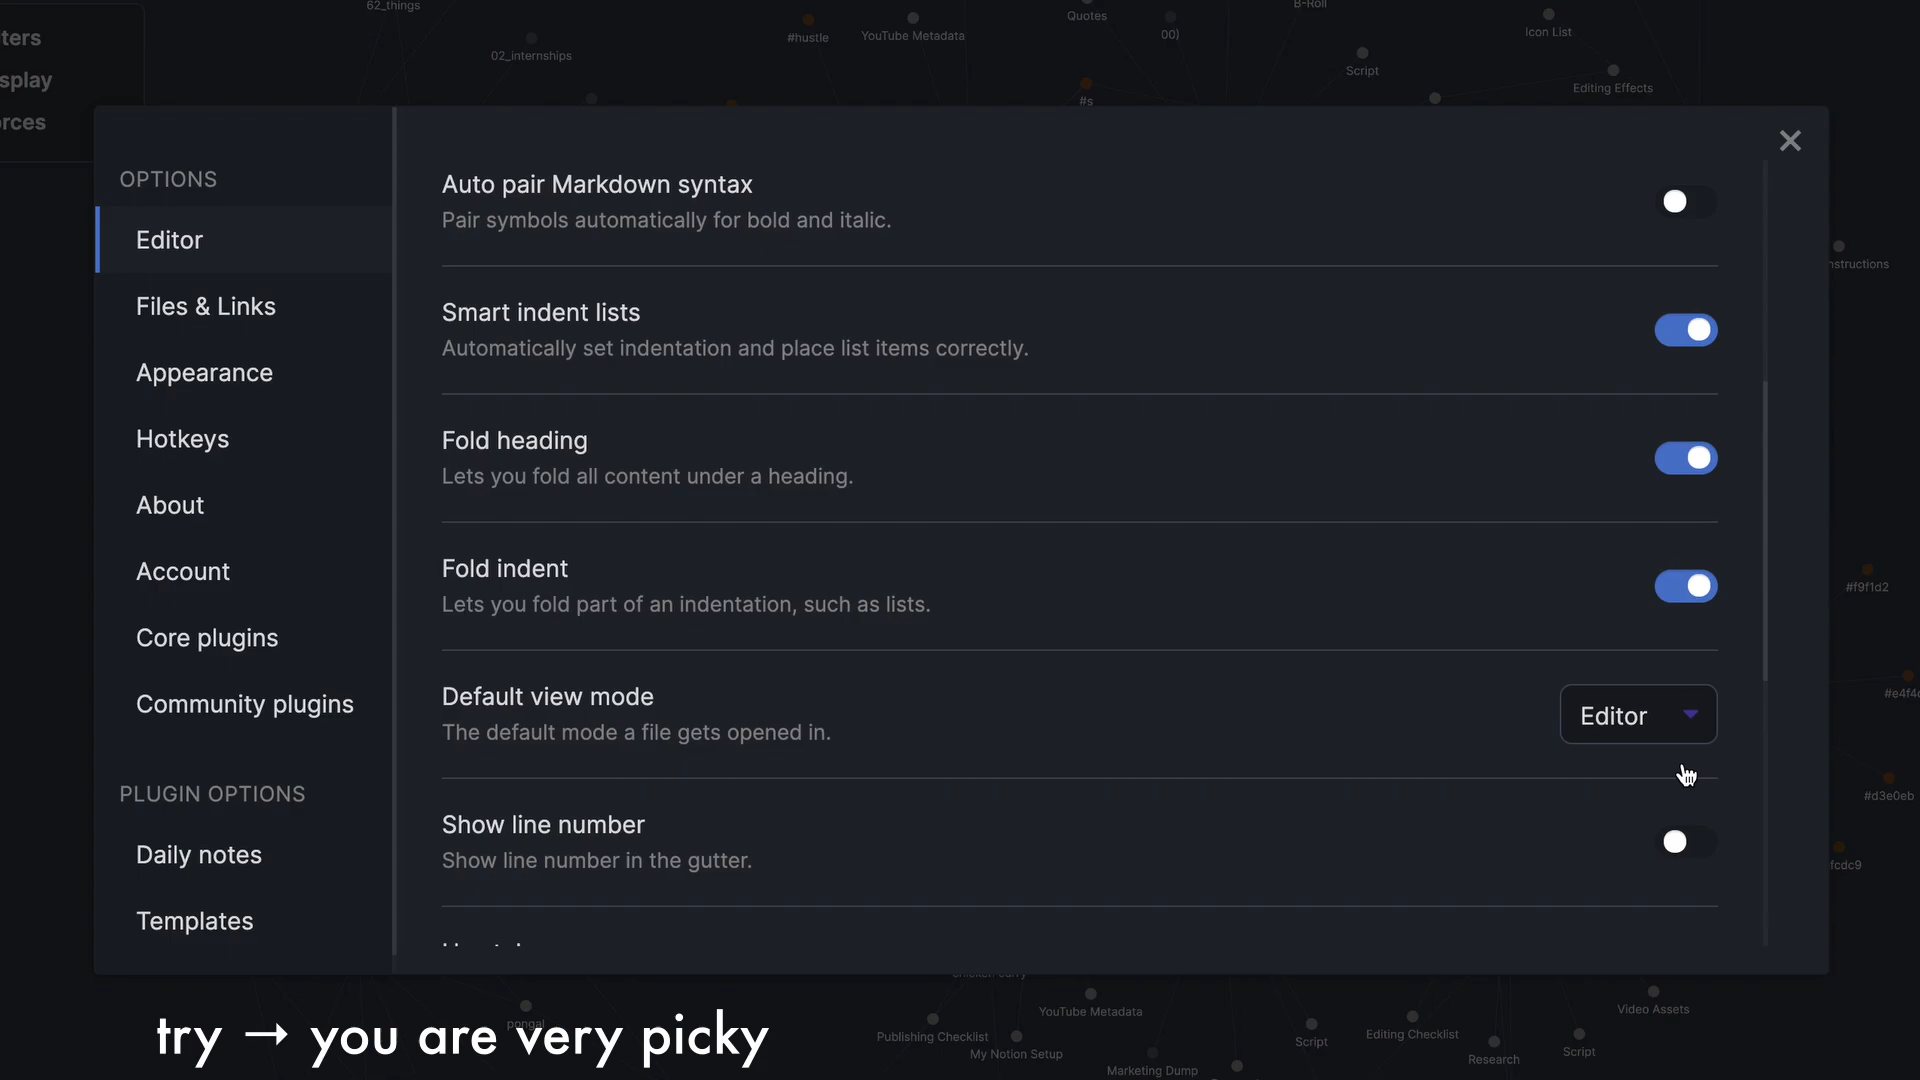 62_things
B-Roll
ters
#hustle
YouTube Metadata
Quotes
00)
Icon List
02_internships
Script
splay
Editing Effects
#s
orces
OPTIONS
Editor
Files & Links
Appearance
Hotkeys
About
Account
Core plugins
Community plugins
PLUGIN OPTIONS
Daily notes
Templates
Auto pair Markdown syntax
Pair symbols automatically for bold and italic.
Smart indent lists
Automatically set indentation and place list items correctly.
Fold heading
Lets you fold all content under a heading.
Fold indent
Lets you fold part of an indentation, such as lists.
Default view mode
The default mode a file gets opened in.
Editor
Show line number
Show line number in the gutter.
nstructions
#f9f1d2
#e4f4
#d3e0eb
fcdc9
pongal
YouTube Metadata
Video Assets
Publishing Checklist
Script
Editing Checklist
My Notion Setup
Research
Script
Marketing Dump
try → you are very picky